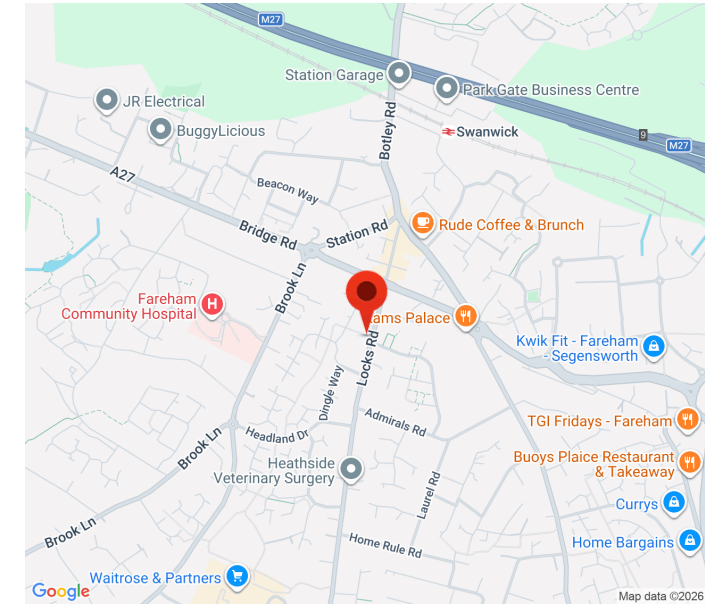 M27
Station Garage
Park Gate Business Centre
JR Electrical
BuggyLicious
Botley Rd
Swanwick
9
M27
A27
Beacon Way
Bridge Rd
Station Rd
Rude Coffee & Brunch
Brook Ln
Fareham
Community Hospital
H
ams Palace
Kwik Fit - Fareham
- Segensworth
Locks Rd
Dingle Way
TGI Fridays - Fareham
Admirals Rd
Headland Dr
Brook Ln
Buoys Plaice Restaurant
& Takeaway
Heathside
Veterinary Surgery
Laurel Rd
Currys
Brook Ln
Home Rule Rd
Home Bargains
Waitrose & Partners
Google
Map data ©2026